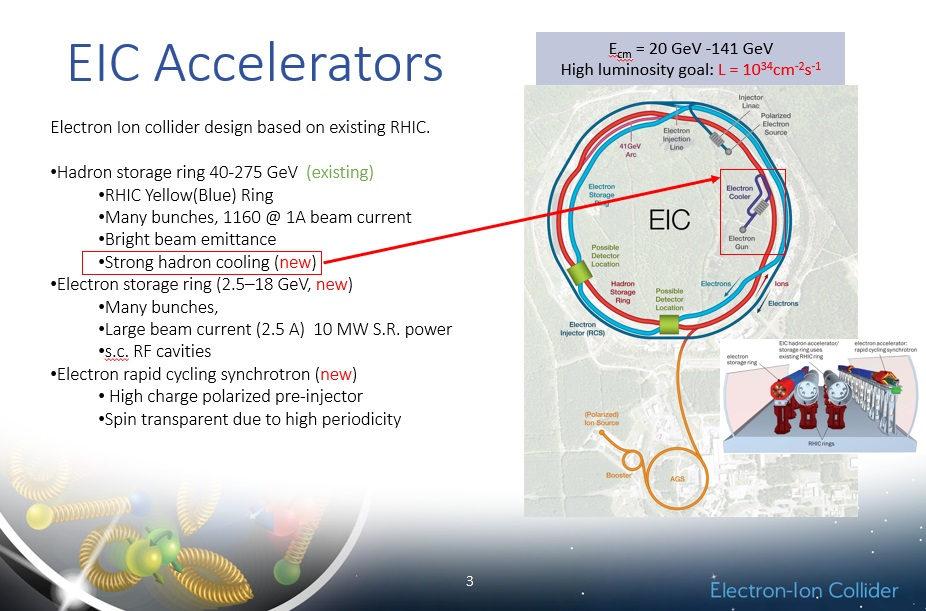 EIC Accelerators
E_cm = 20 GeV -141 GeV
High luminosity goal: L = 10³⁴cm⁻²s⁻¹
Electron Ion collider design based on existing RHIC.
•Hadron storage ring 40-275 GeV (existing)
•RHIC Yellow(Blue) Ring
•Many bunches, 1160 @ 1A beam current
•Bright beam emittance
•Strong hadron cooling (new)
•Electron storage ring (2.5–18 GeV, new)
•Many bunches,
•Large beam current (2.5 A) 10 MW S.R. power
•s.c. RF cavities
•Electron rapid cycling synchrotron (new)
• High charge polarized pre-injector
•Spin transparent due to high periodicity
Injector
Linac
Polarized
Electron
Source
Electron
Injection
Line
41GeV
Arc
Electron
Storage
Ring
Electron
Cooler
EIC
Electron
Gun
Possible
Detector
Location
Hadron
Storage
Ring
Possible
Detector
Location
Electrons
Ions
Electrons
Electron
Injector (RCS)
(Polarized)
Ion Source
Booster
AGS
electron
storage ring
EIC hadron accelerator/
storage ring uses
existing RHIC ring
electron accelerator:
rapid cycling synchrotron
RHIC rings
3
Electron-Ion Collider